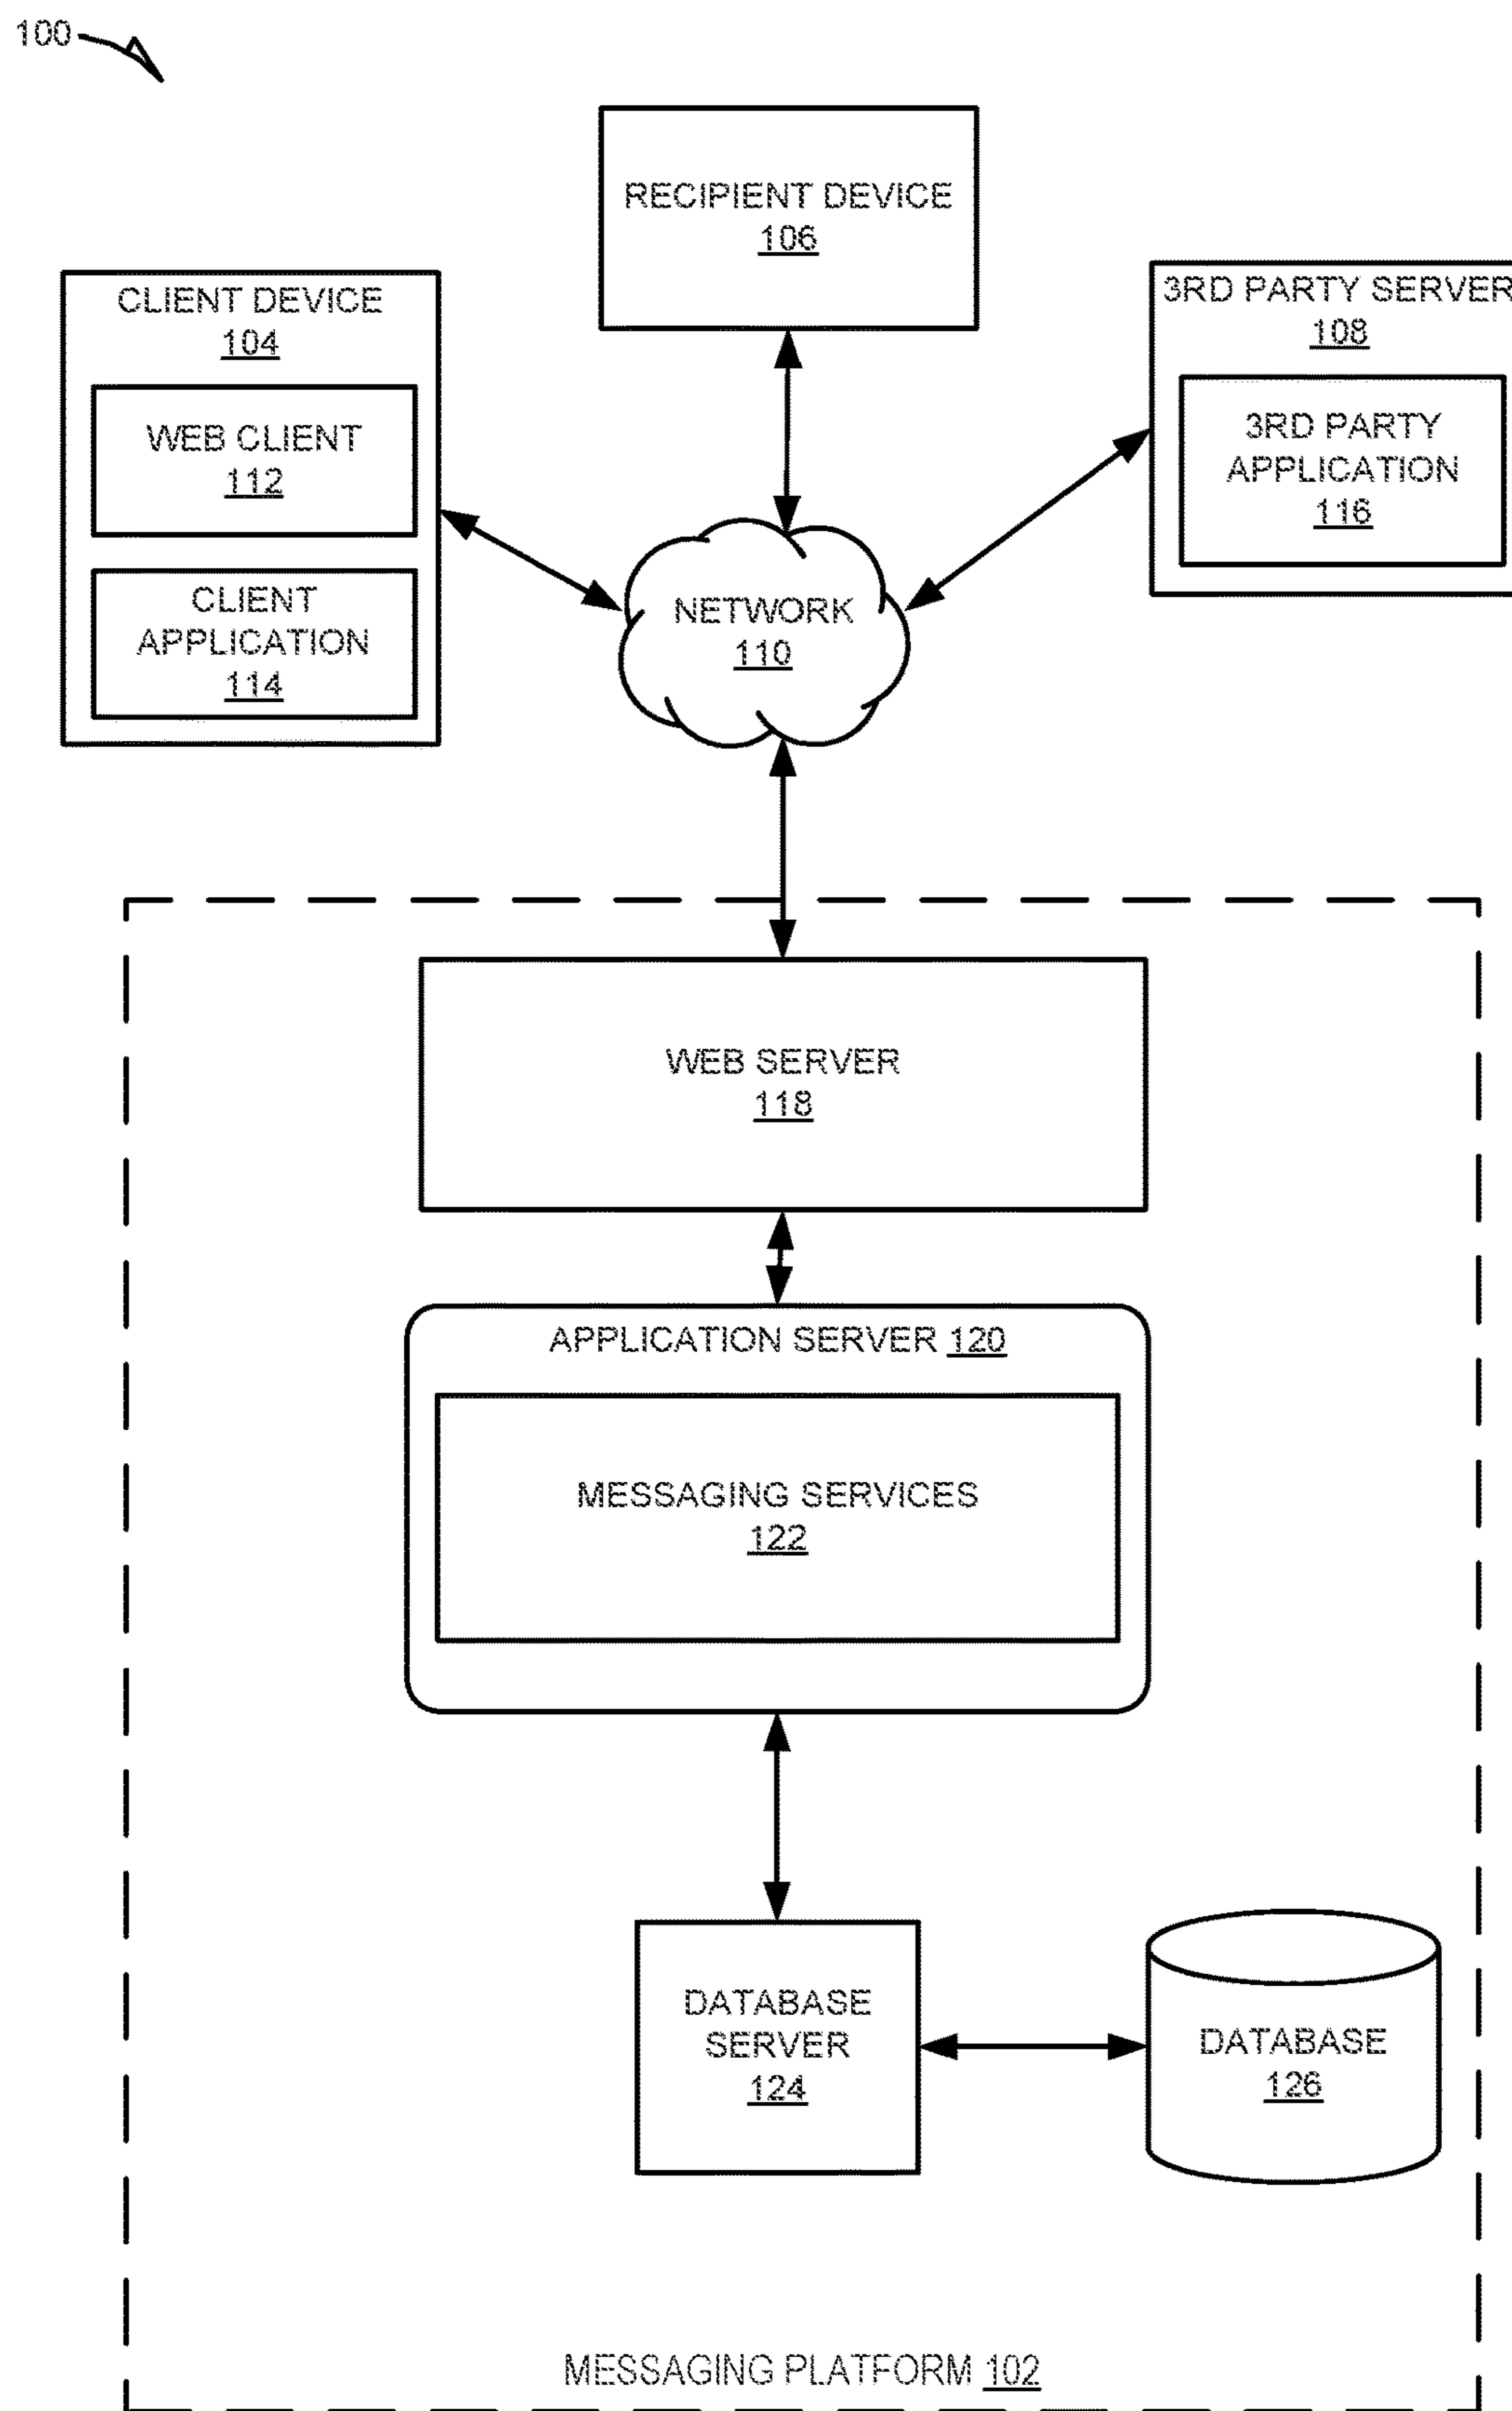 100
RECIPIENT DEVICE
106
CLIENT DEVICE
104
WEB CLIENT
112
CLIENT
APPLICATION
114
3RD PARTY SERVER
108
3RD PARTY
APPLICATION
116
NETWORK
110
WEB SERVER
118
APPLICATION SERVER 120
MESSAGING SERVICES
122
DATABASE
SERVER
124
DATABASE
126
MESSAGING PLATFORM 102